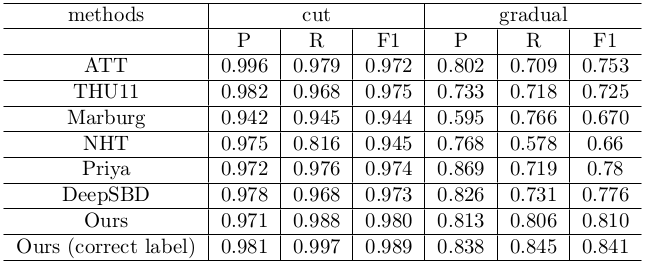 methods cut gradual
P R F1 P R F1
ATT 0.996 0.979 0.972 0.802 0.709 0.753
THU11 0.982 0.968 0.975 0.733 0.718 0.725
Marburg 0.942 0.945 0.944 0.595 0.766 0.670
NHT 0.975 0.816 0.945 0.768 0.578 0.66
Priya 0.972 0.976 0.974 0.869 0.719 0.78
DeepSBD 0.978 0.968 0.973 0.826 0.731 0.776
Ours 0.971 0.988 0.980 0.813 0.806 0.810
Ours (correct label) 0.981 0.997 0.989 0.838 0.845 0.841